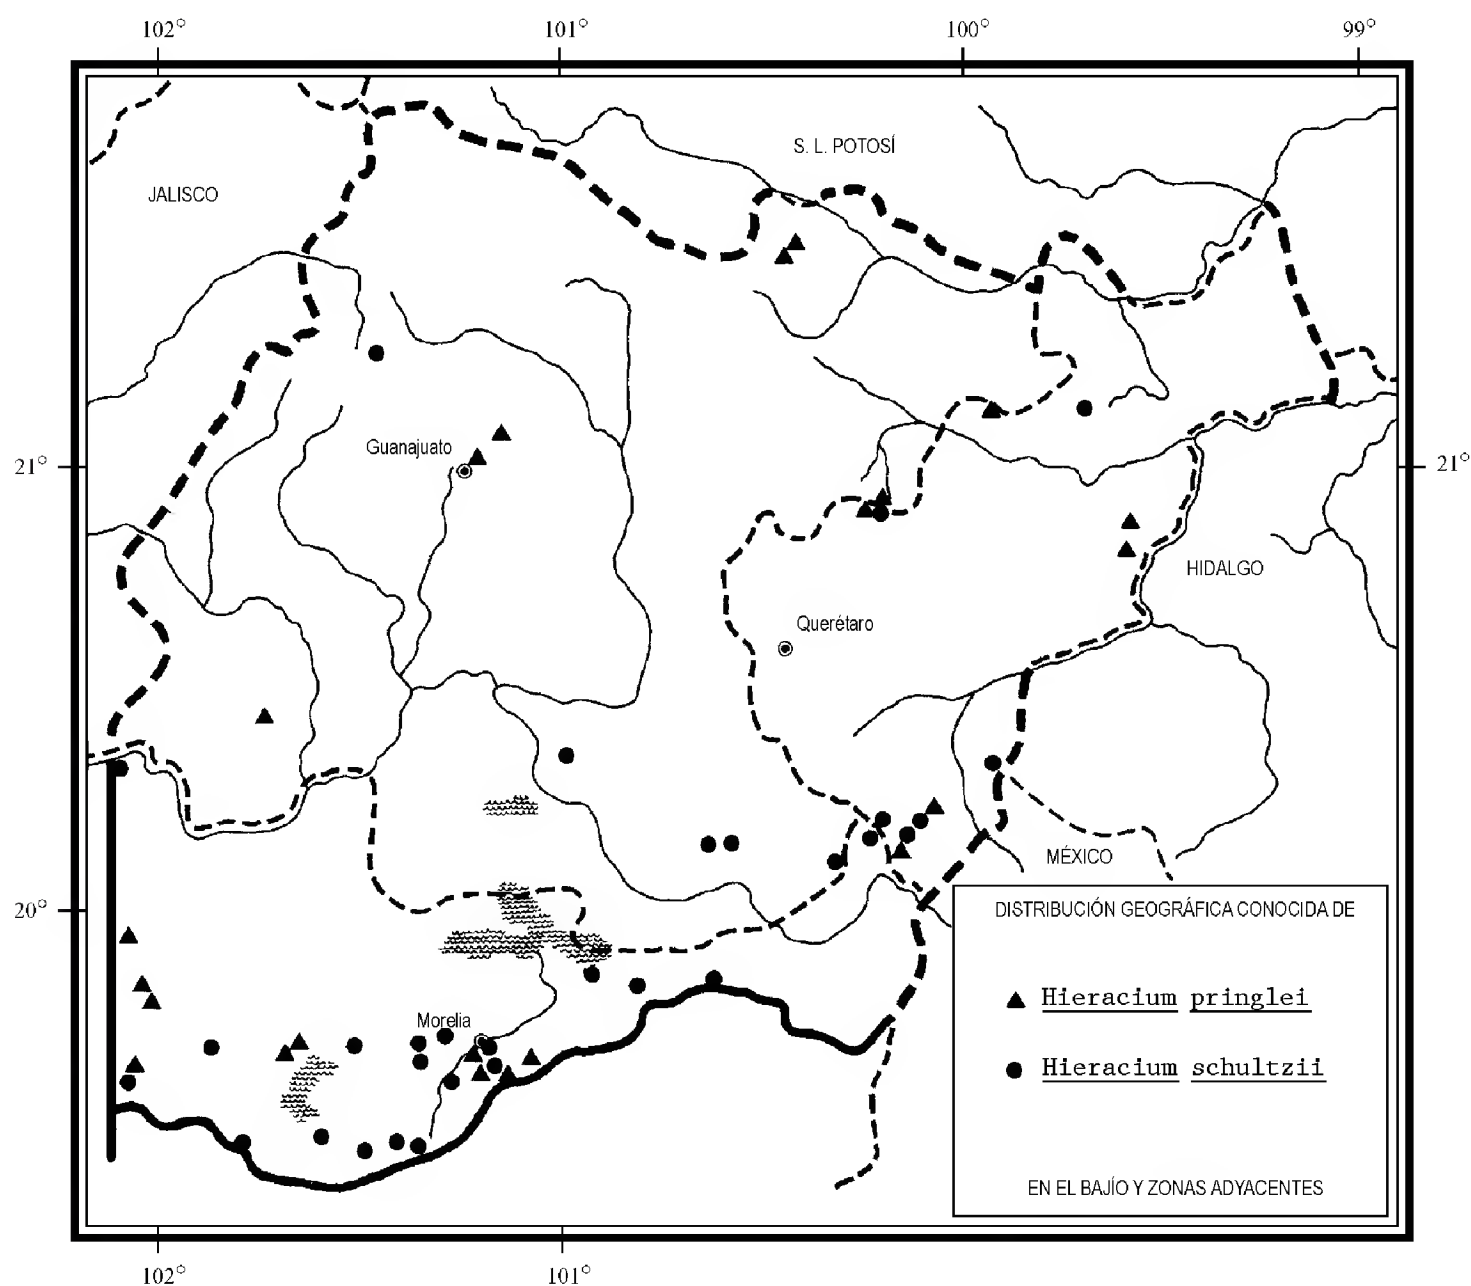 102° 101° 100° 99°
S. L. POTOSÍ
JALISCO
Guanajuato
21° 21°
HIDALGO
Querétaro
MÉXICO
20°
DISTRIBUCIÓN GEOGRÁFICA CONOCIDA DE
Hieracium pringlei
Morelia
Hieracium schultzii
EN EL BAJÍO Y ZONAS ADYACENTES
102° 101°